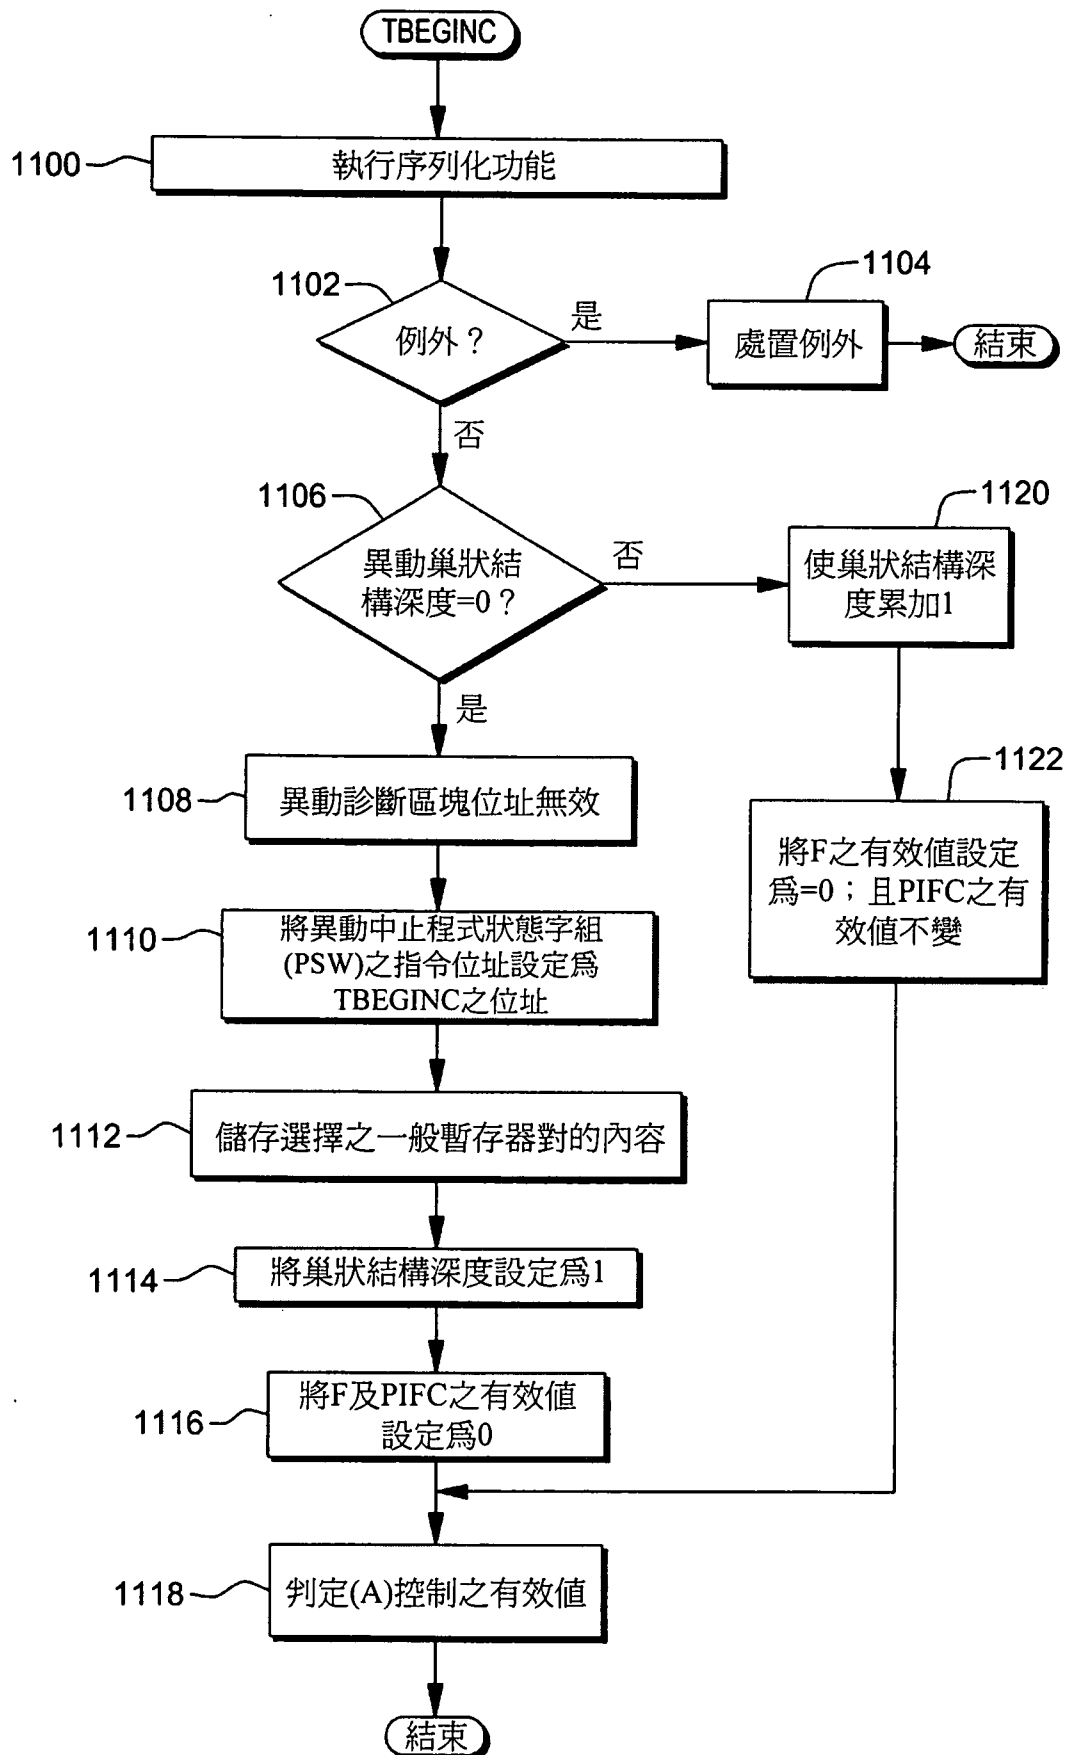 TBEGINC
1100
執行序列化功能
1102
例外？
是
1104
處置例外
結束
否
1106
異動巢狀結
構深度=0？
否
1120
使巢狀結構深
度累加1
是
1108
異動診斷區塊位址無效
1122
將F之有效值設定
爲=0；且PIFC之有
效值不變
1110
將異動中止程式狀態字組
(PSW)之指令位址設定爲
TBEGINC之位址
1112
儲存選擇之一般暫存器對的內容
1114
將巢狀結構深度設定爲1
1116
將F及PIFC之有效值
設定爲0
1118
判定(A)控制之有效值
結束